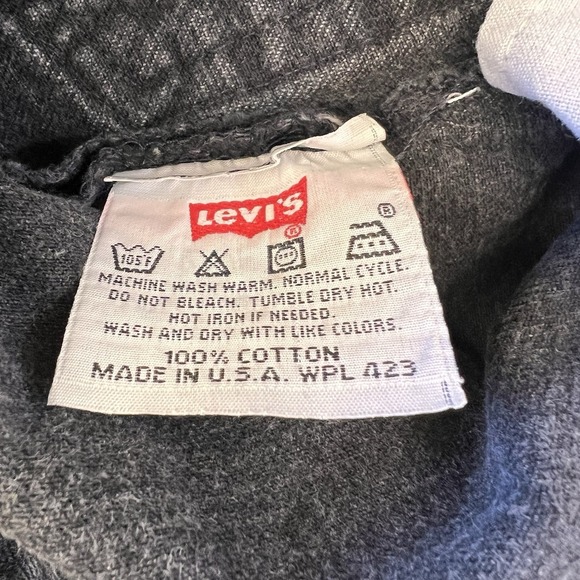 Levi's ®
105°F ®
MACHINE WASH WARM. NORMAL CYCLE.
DO NOT BLEACH. TUMBLE DRY HOT.
HOT IRON IF NEEDED.
WASH AND DRY WITH LIKE COLORS.
100% COTTON
MADE IN U.S.A. WPL 423